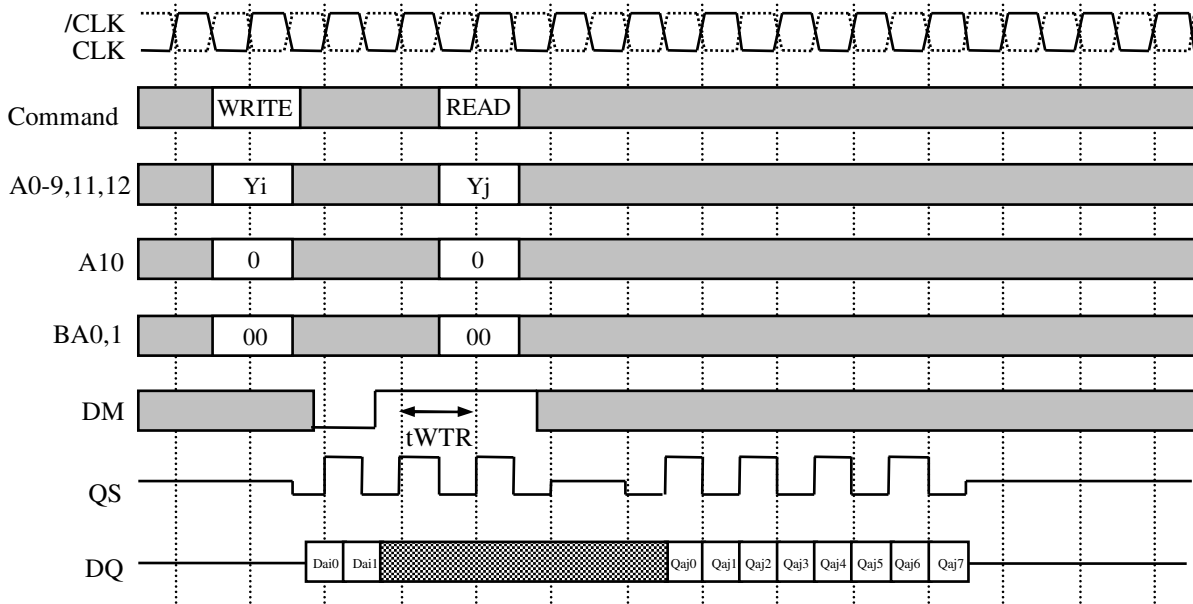 /CLK
CLK
Command WRITE READ
A0-9,11,12 Yi Yj
A10 0 0
BA0,1 00 00
DM
tWTR
QS
DQ Dai0 Dai1 Qaj0 Qaj1 Qaj2 Qaj3 Qaj4 Qaj5 Qaj6 Qaj7